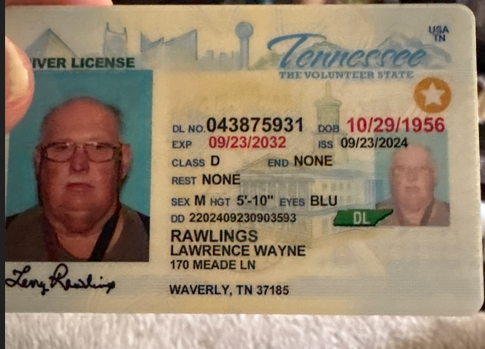 IVER LICENSE
USA
TN
Tennessee
THE VOLUNTEER STATE
DL NO. 043875931 DOB 10/29/1956
EXP 09/23/2032 ISS 09/23/2024
CLASS D END NONE
REST NONE
SEX M HGT 5'-10" EYES BLU
DD 2202409230903593
DL
RAWLINGS
LAWRENCE WAYNE
170 MEADE LN
WAVERLY, TN 37185